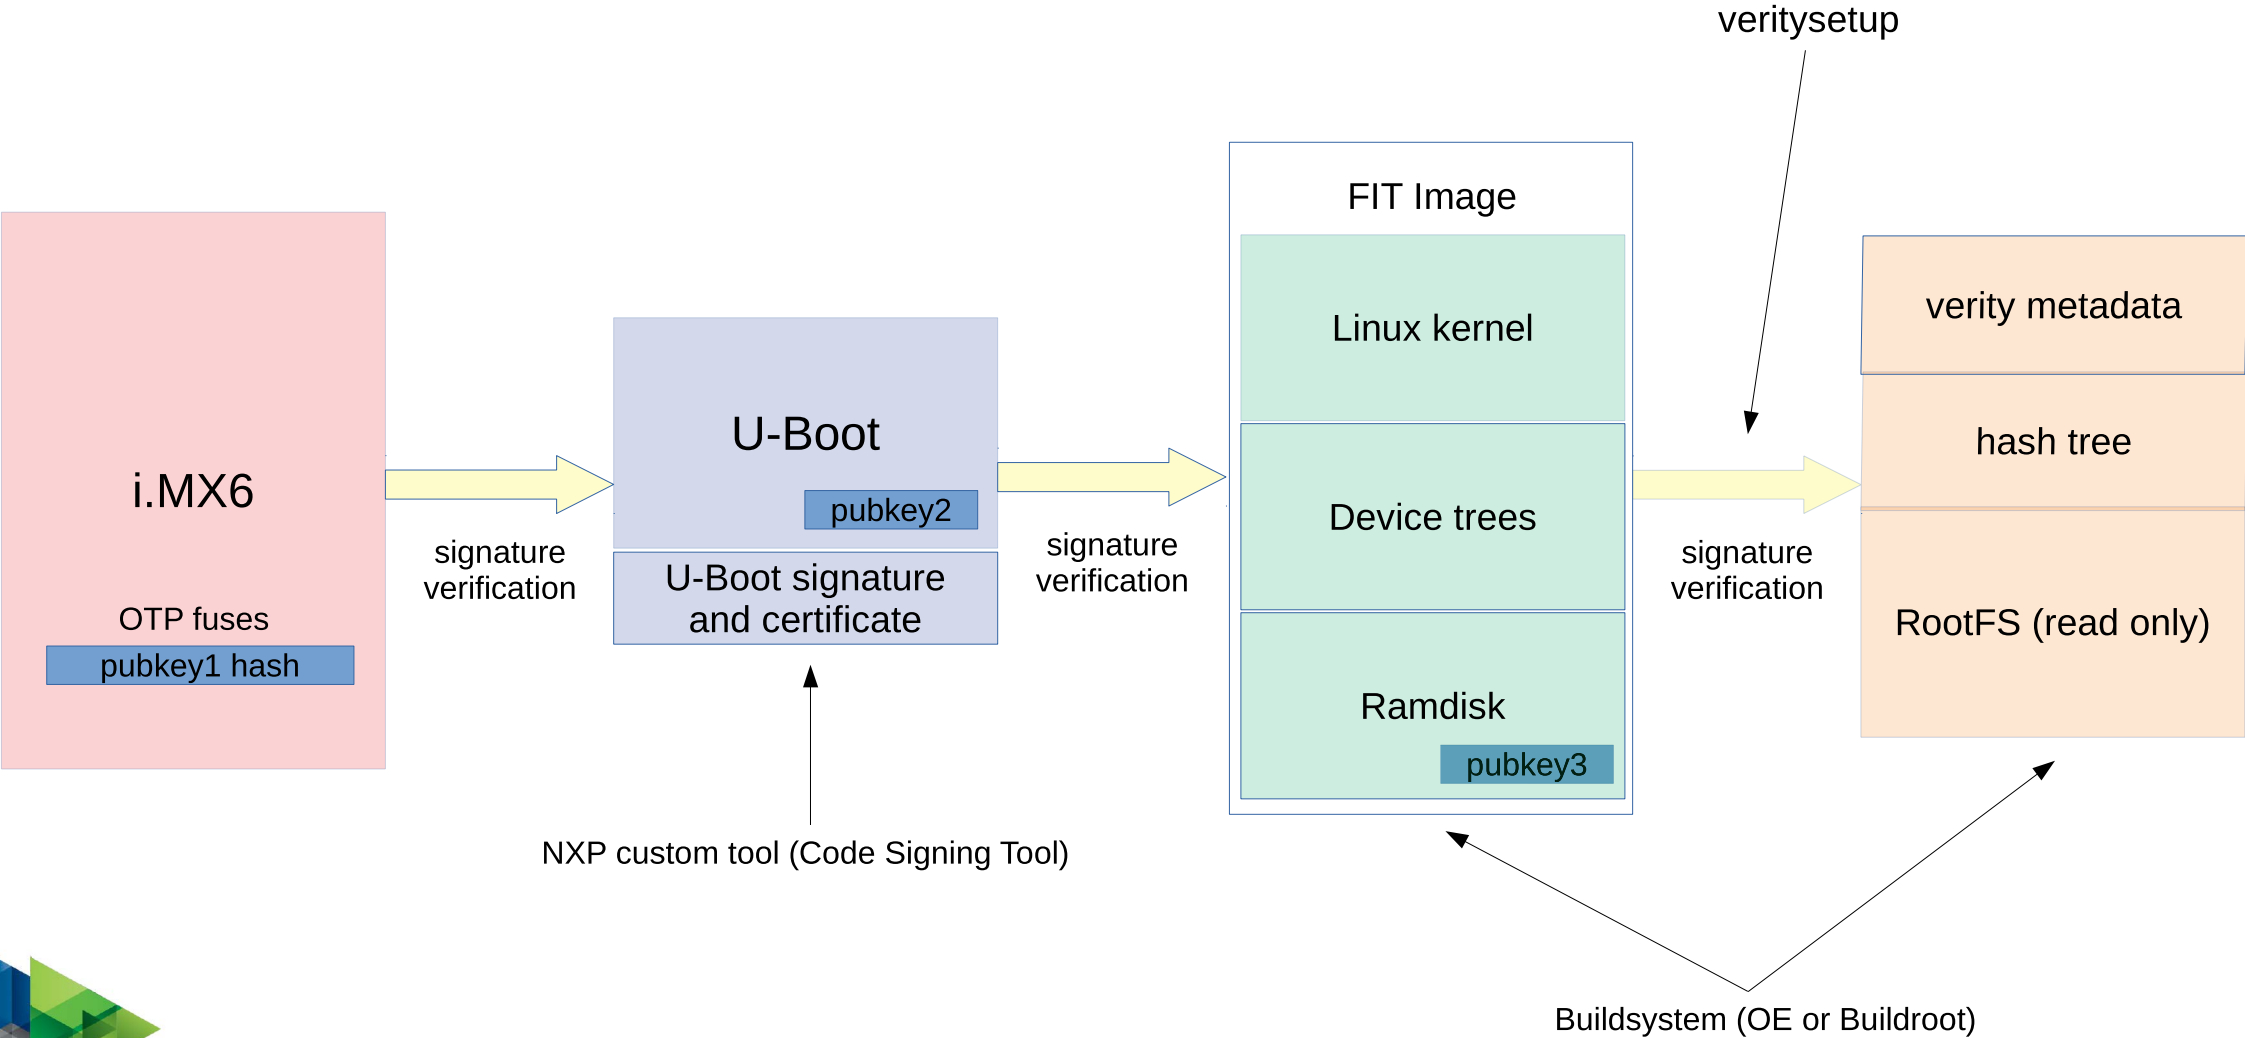 veritysetup
i.MX6
OTP fuses
pubkey1 hash
signature
verification
U-Boot
pubkey2
U-Boot signature
and certificate
NXP custom tool (Code Signing Tool)
signature
verification
FIT Image
Linux kernel
Device trees
Ramdisk
pubkey3
signature
verification
verity metadata
hash tree
RootFS (read only)
Buildsystem (OE or Buildroot)